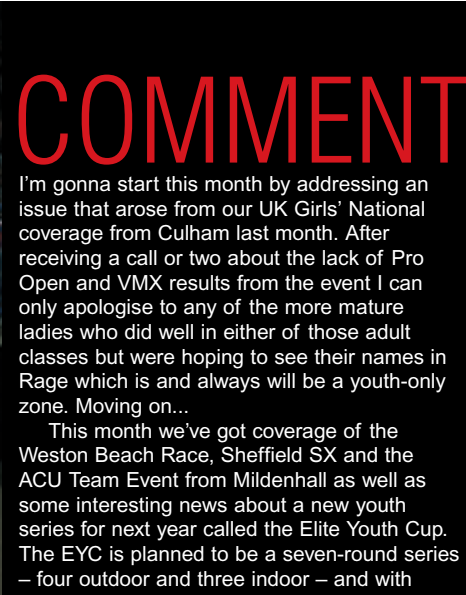 COMMENT
I'm gonna start this month by addressing an
issue that arose from our UK Girls' National
coverage from Culham last month. After
receiving a call or two about the lack of Pro
Open and VMX results from the event I can
only apologise to any of the more mature
ladies who did well in either of those adult
classes but were hoping to see their names in
Rage which is and always will be a youth-only
zone. Moving on...
This month we've got coverage of the
Weston Beach Race, Sheffield SX and the
ACU Team Event from Mildenhall as well as
some interesting news about a new youth
series for next year called the Elite Youth Cup.
The EYC is planned to be a seven-round series
– four outdoor and three indoor – and with